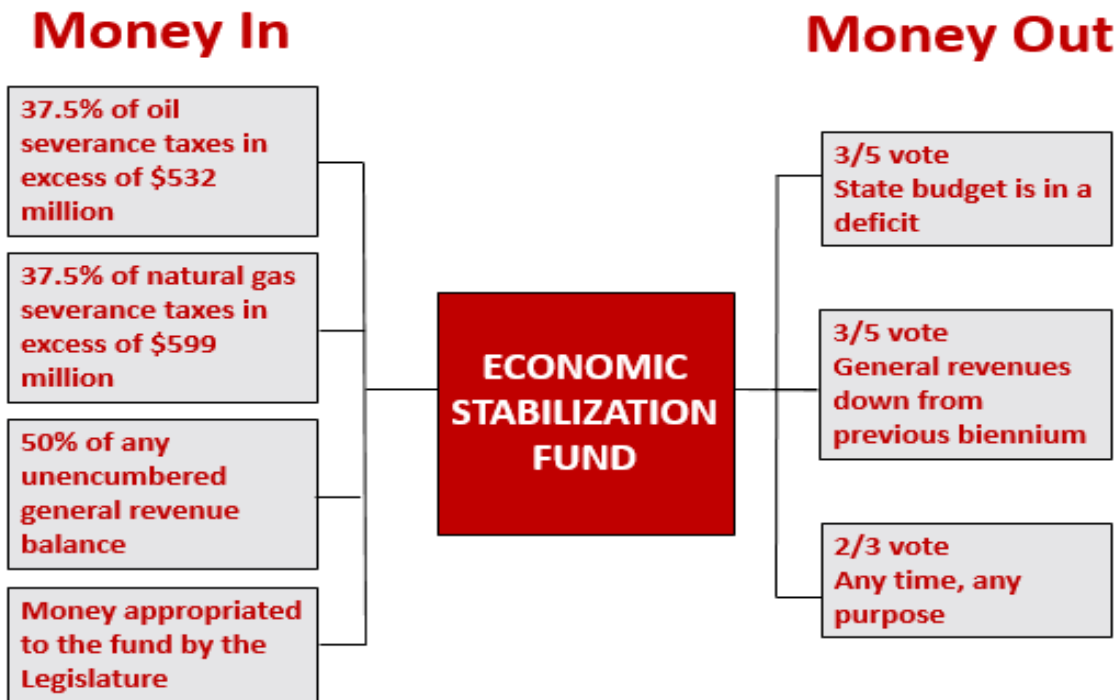 Money In
37.5% of oil
severance taxes in
excess of $532
million
37.5% of natural gas
severance taxes in
excess of $599
million
50% of any
unencumbered
general revenue
balance
Money appropriated
to the fund by the
Legislature
ECONOMIC
STABILIZATION
FUND
Money Out
3/5 vote
State budget is in a
deficit
3/5 vote
General revenues
down from
previous biennium
2/3 vote
Any time, any
purpose